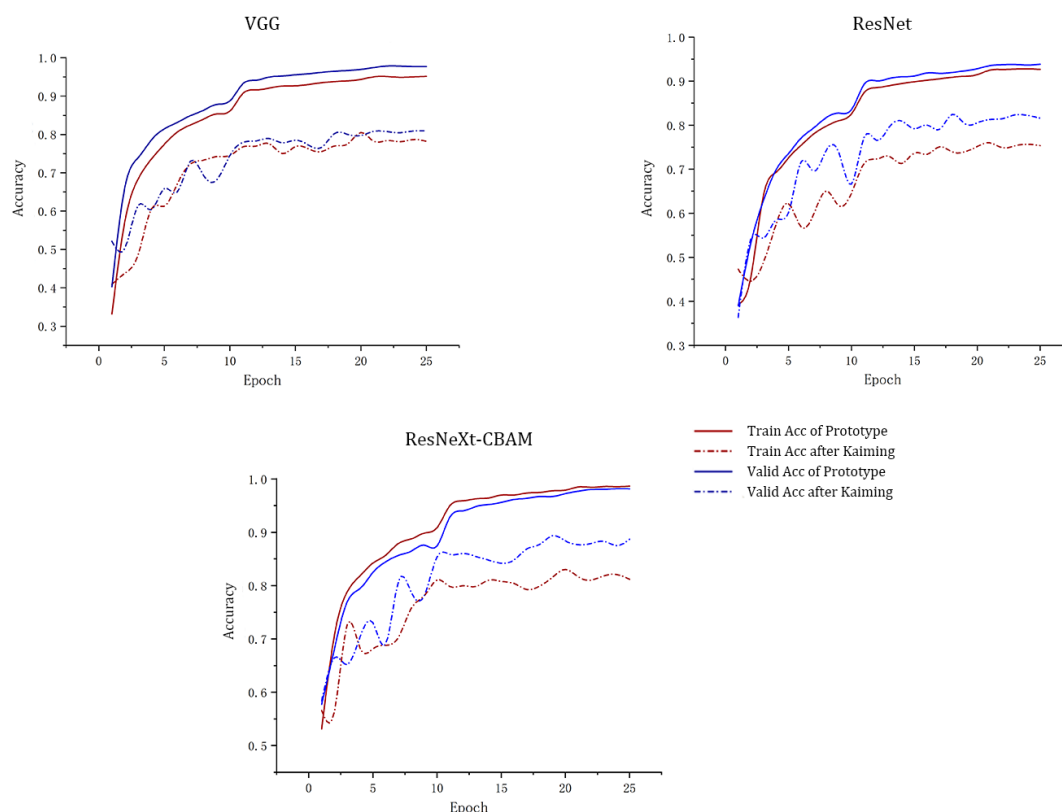 VGG
1.0
0.9
0.8
0.7
0.6
0.5
0.4
0.3
Accuracy
0 5 10 15 20 25
Epoch
ResNet
1.0
0.9
0.8
0.7
0.6
0.5
0.4
0.3
Accuracy
0 5 10 15 20 25
Epoch
ResNeXt-CBAM
1.0
0.9
0.8
0.7
0.6
0.5
Accuracy
0 5 10 15 20 25
Epoch
Train Acc of Prototype
Train Acc after Kaiming
Valid Acc of Prototype
Valid Acc after Kaiming